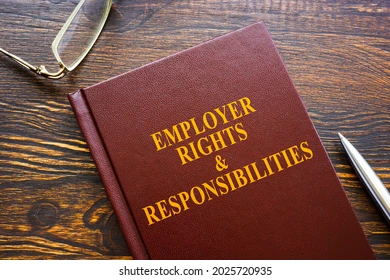 EMPLOYER
RIGHTS
&
RESPONSIBILITIES
shutterstock.com · 2025720935